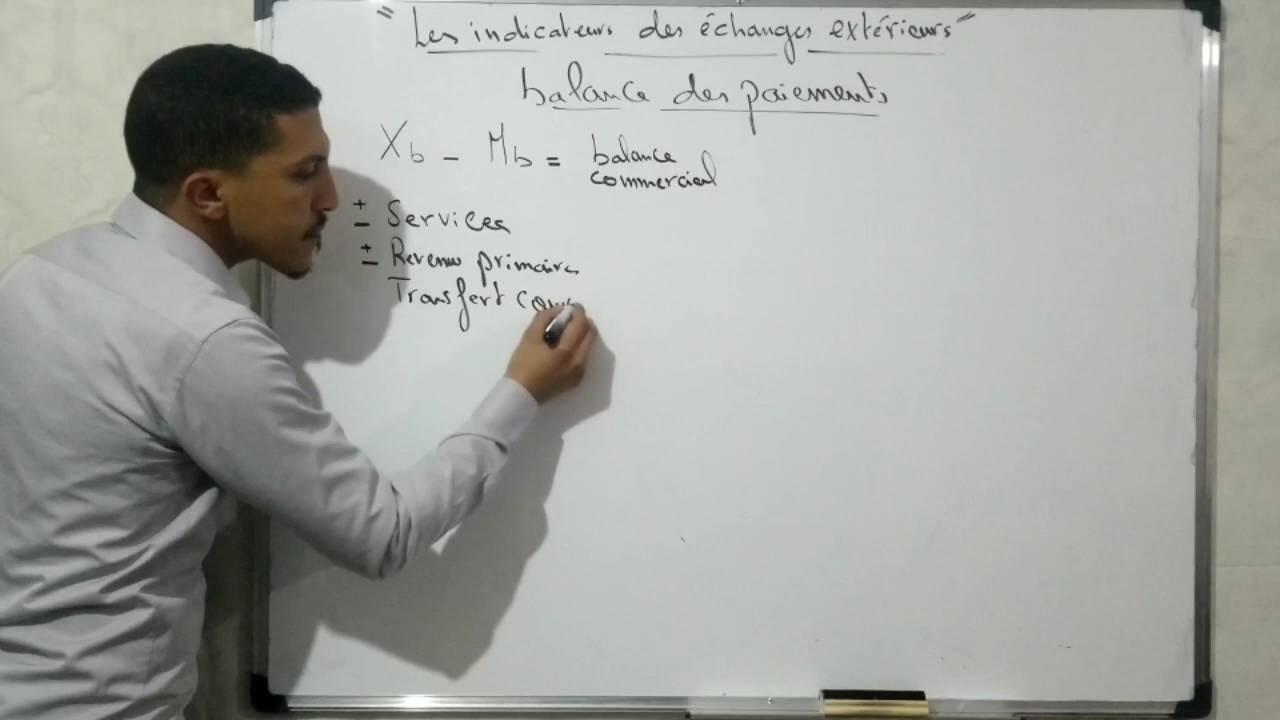 " Les indicateurs des échanges extérieurs "
balance des paiements
Xb - Mb = balance
commercial
± Services
± Revenu primaire
Transfert